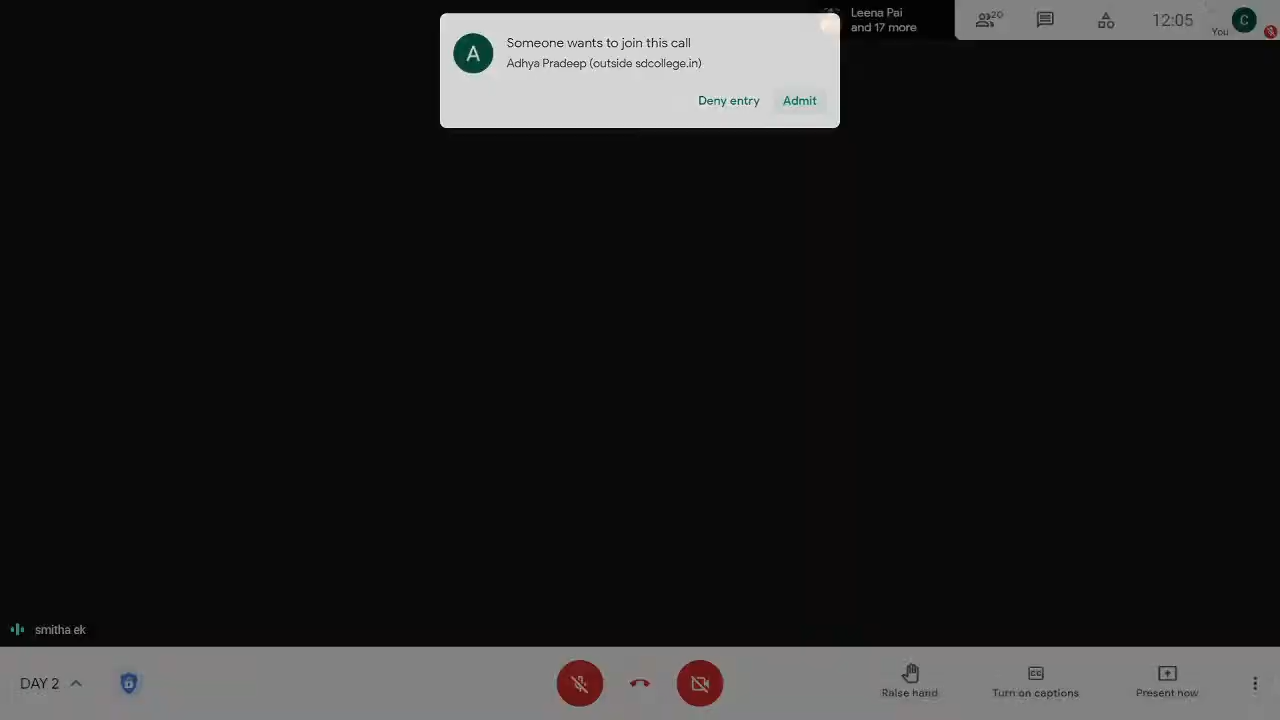 Leena Pai
and 17 more
20
12:05
You
C
A
Someone wants to join this call
Adhya Pradeep (outside sdcollege.in)
Deny entry
Admit
smitha ek
DAY 2
CC
Raise hand
Turn on captions
Present now